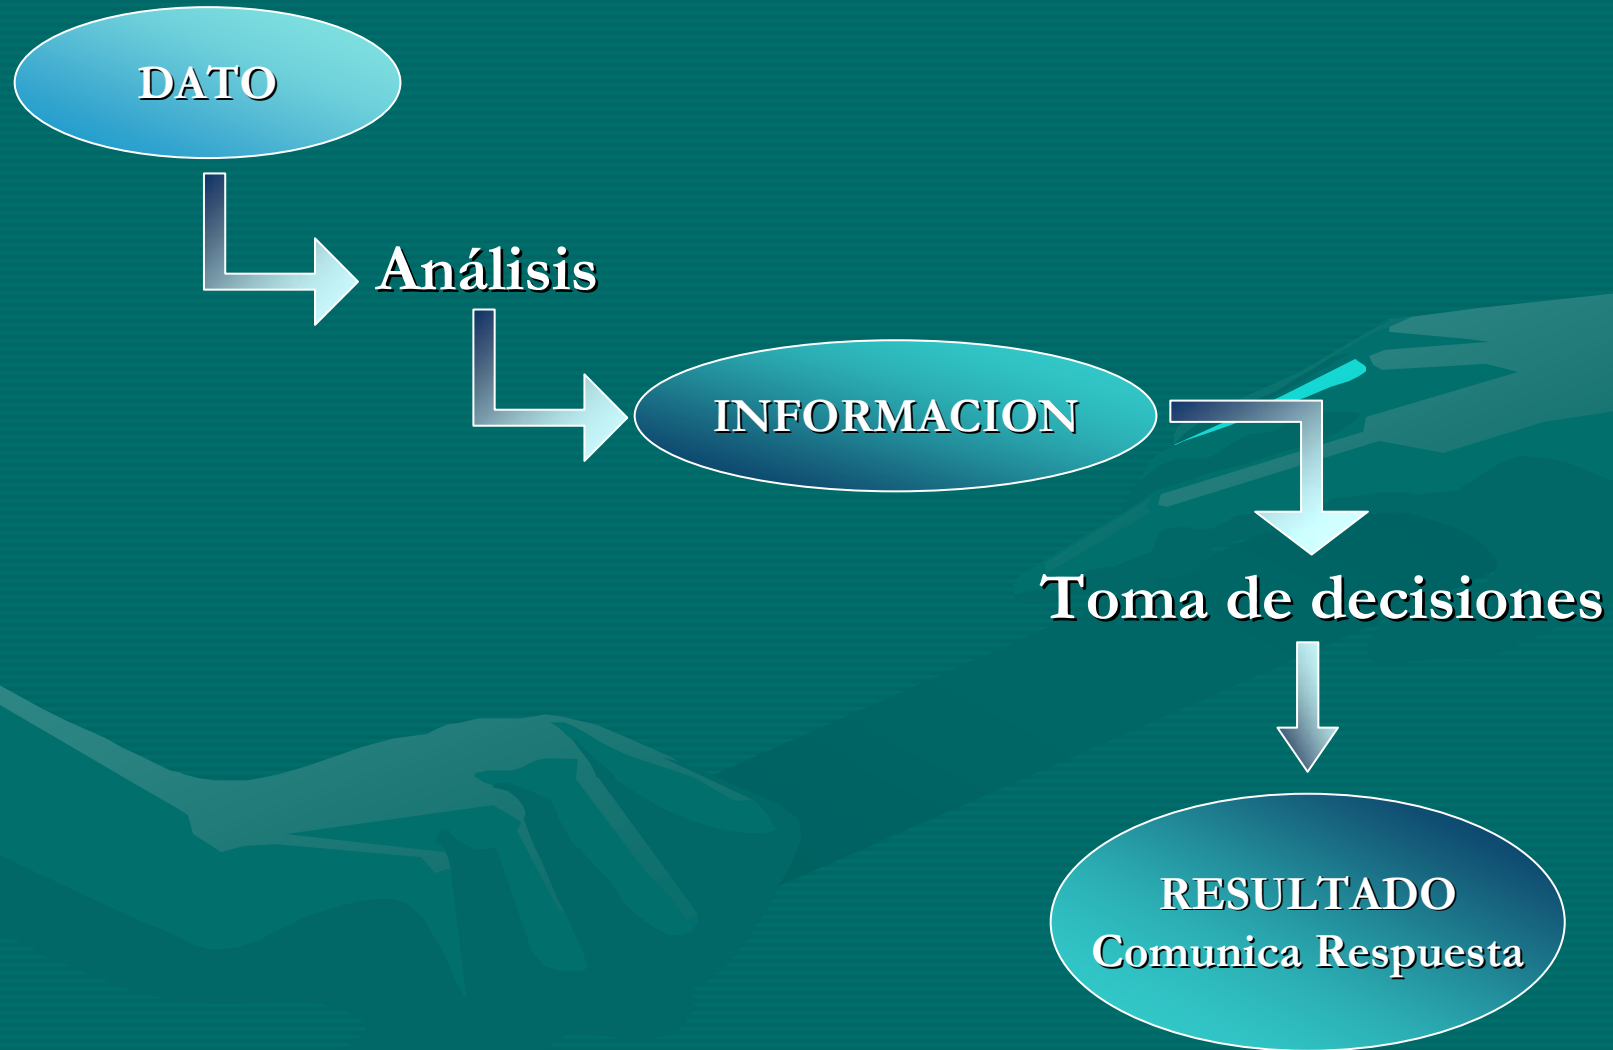 DATO
Análisis
INFORMACION
Toma de decisiones
RESULTADO
Comunica Respuesta